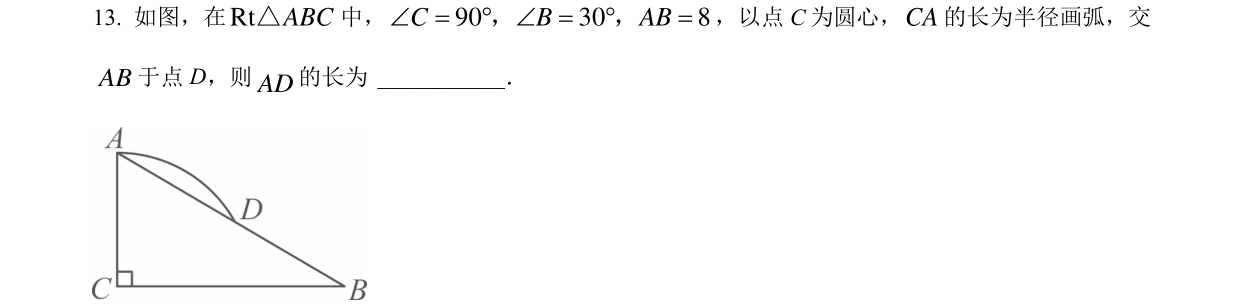 13. 如图，在Rt△ABC中，∠C=90°，∠B=30°，AB=8，以点C为圆心，CA的长为半径画弧，交
AB于点D，则AD的长为 __________．
A
D
C
B